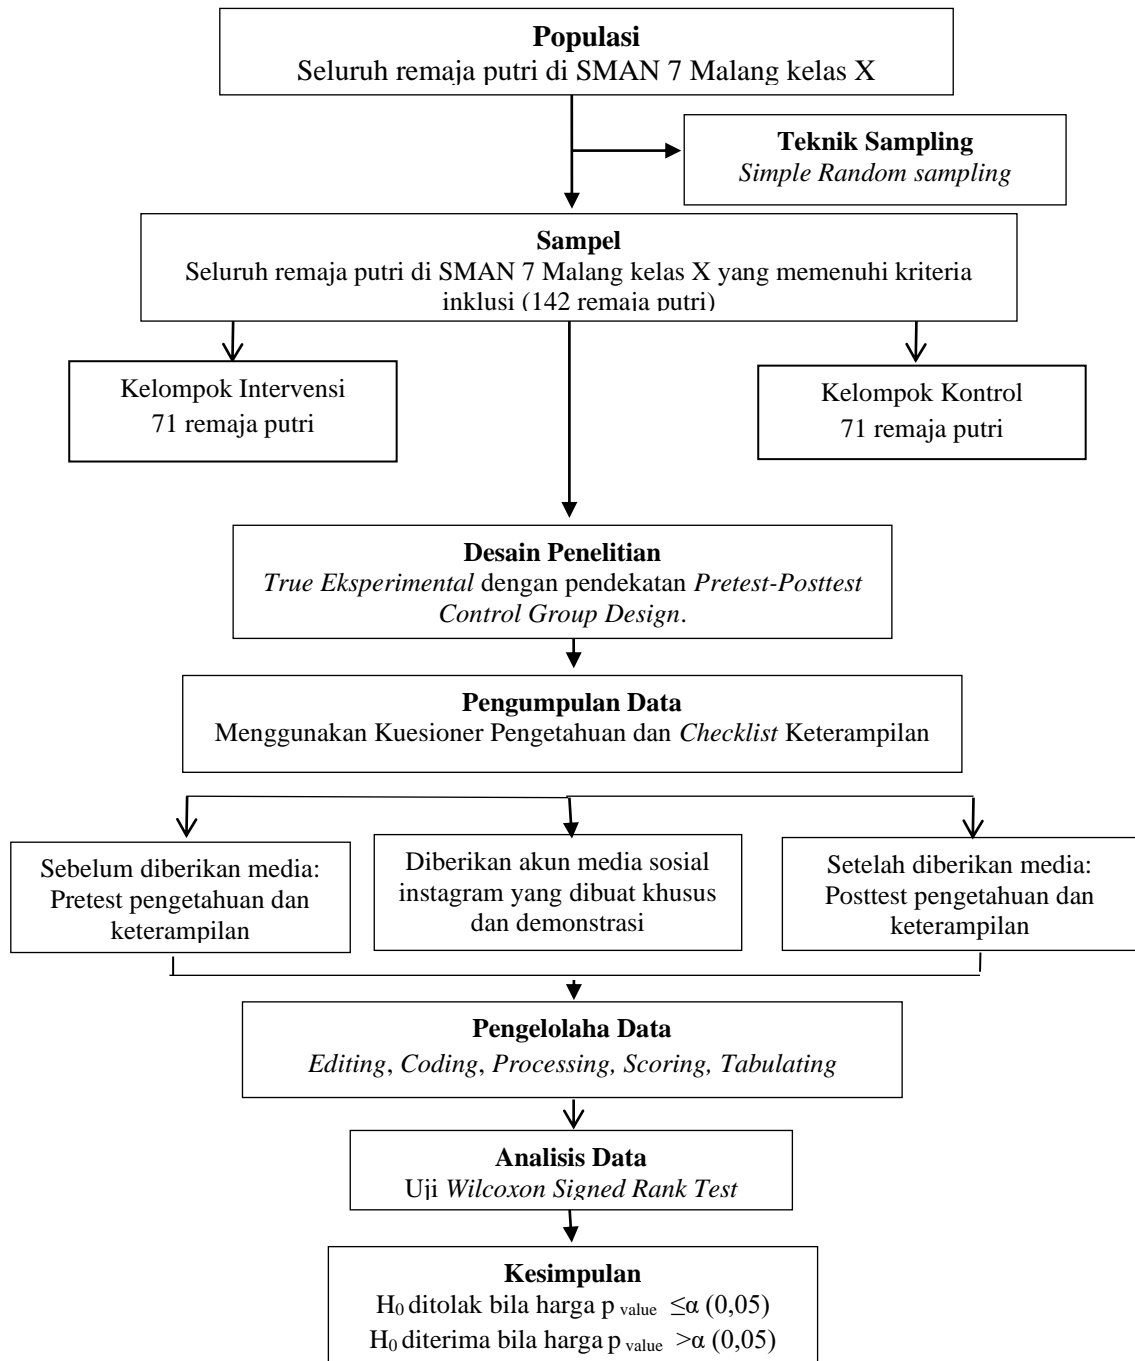 Populasi
Seluruh remaja putri di SMAN 7 Malang kelas X
Teknik Sampling
Simple Random sampling
Sampel
Seluruh remaja putri di SMAN 7 Malang kelas X yang memenuhi kriteria
inklusi (142 remaja putri)
Kelompok Intervensi
71 remaja putri
Kelompok Kontrol
71 remaja putri
Desain Penelitian
True Eksperimental dengan pendekatan Pretest-Posttest
Control Group Design.
Pengumpulan Data
Menggunakan Kuesioner Pengetahuan dan Checklist Keterampilan
Sebelum diberikan media:
Pretest pengetahuan dan
keterampilan
Diberikan akun media sosial
instagram yang dibuat khusus
dan demonstrasi
Setelah diberikan media:
Posttest pengetahuan dan
keterampilan
Pengelolaha Data
Editing, Coding, Processing, Scoring, Tabulating
Analisis Data
Uji Wilcoxon Signed Rank Test
Kesimpulan
H0 ditolak bila harga p value ≤α (0,05)
H0 diterima bila harga p value >α (0,05)